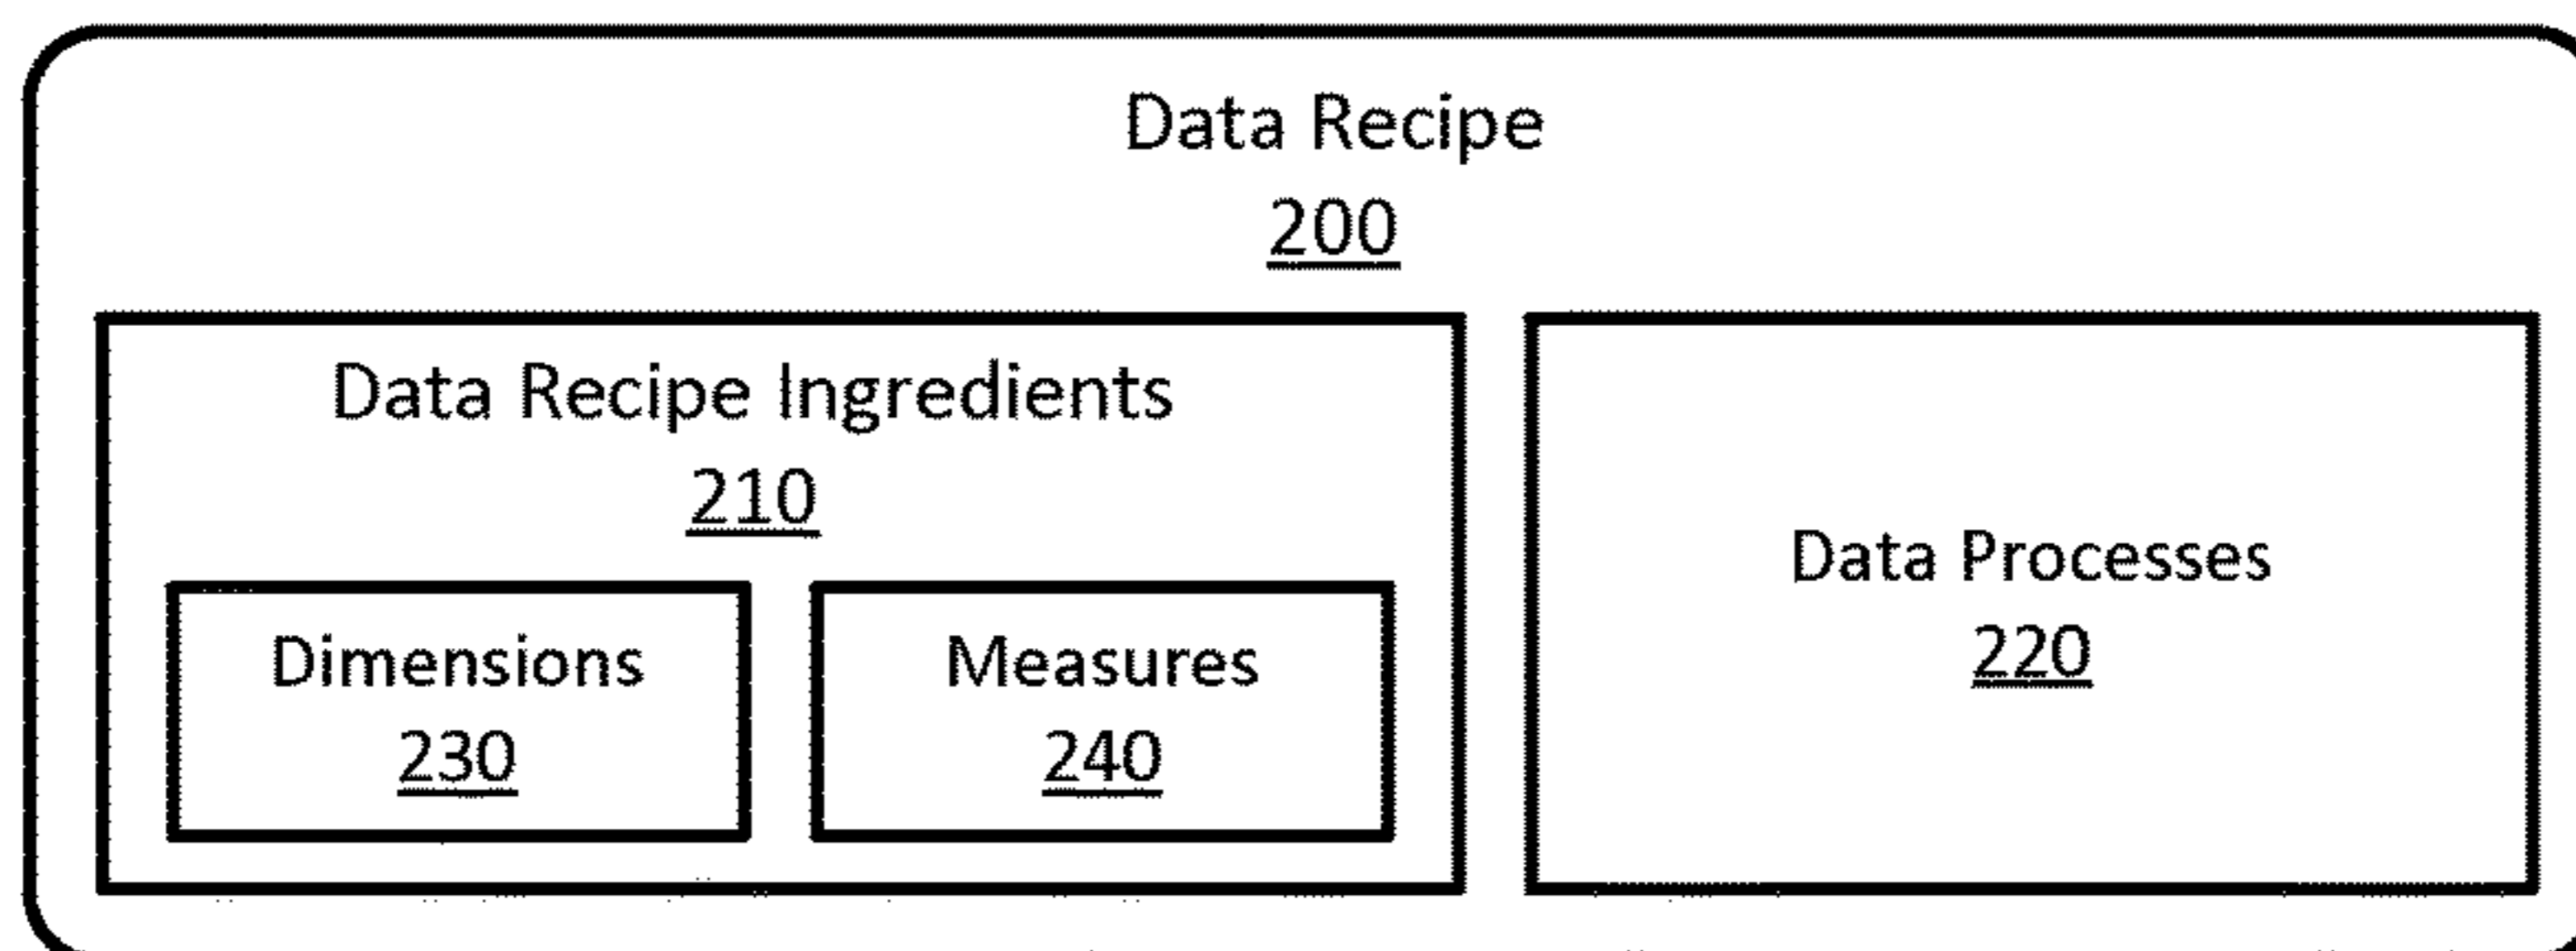 Data Recipe
200
Data Recipe Ingredients
210
Dimensions
230
Measures
240
Data Processes
220